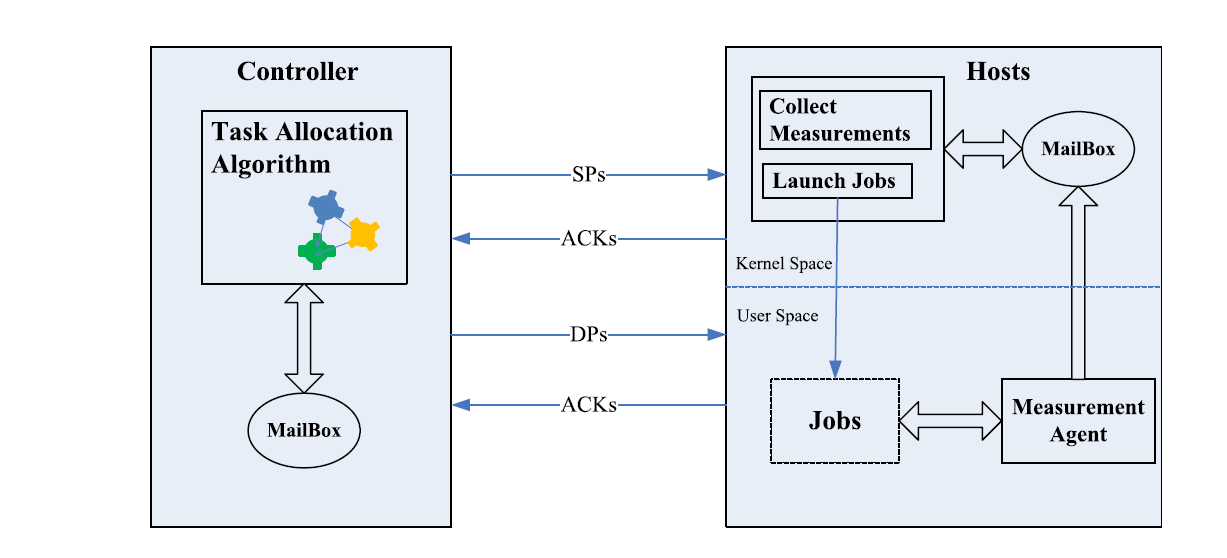 Controller
Task Allocation
Algorithm
MailBox
SPs
ACKs
DPs
ACKs
Hosts
Collect
Measurements
Launch Jobs
MailBox
Kernel Space
User Space
Jobs
Measurement
Agent